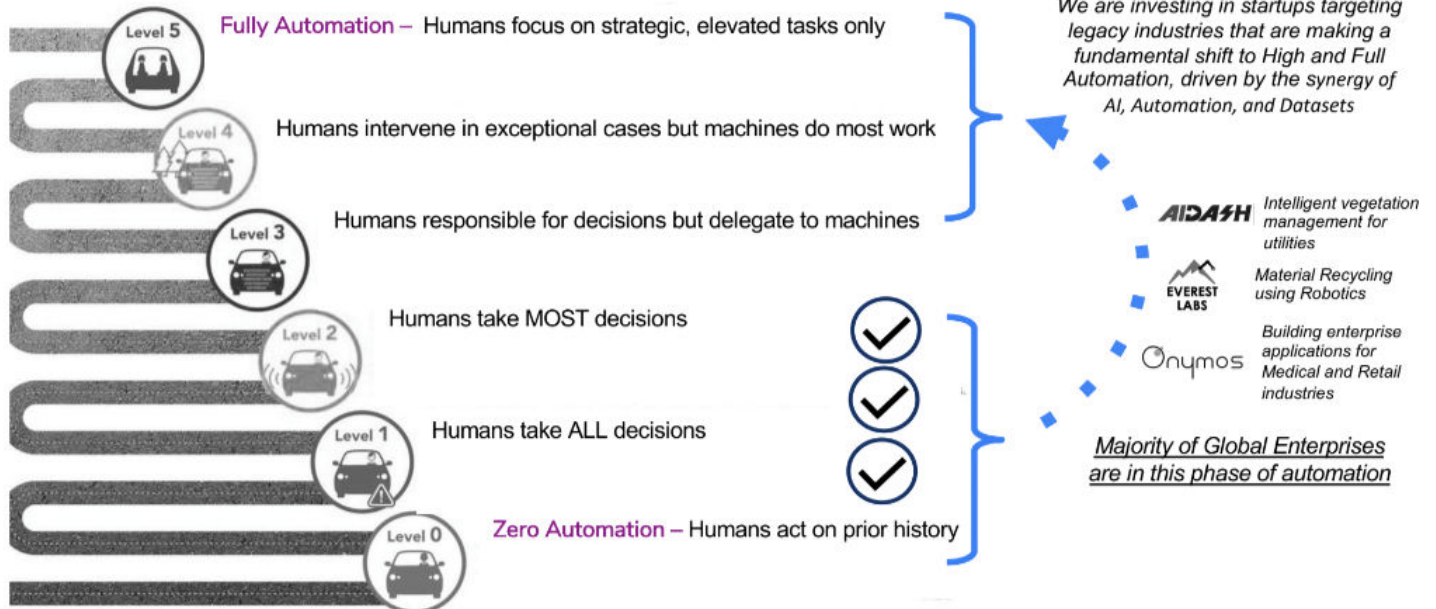 We are investing in startups targeting
legacy industries that are making a
fundamental shift to High and Full
Automation, driven by the synergy of
AI, Automation, and Datasets
Level 5
Fully Automation – Humans focus on strategic, elevated tasks only
Level 4
Humans intervene in exceptional cases but machines do most work
Level 3
Humans responsible for decisions but delegate to machines
AIDASH
Intelligent vegetation
management for
utilities
EVEREST
LABS
Material Recycling
using Robotics
Level 2
Humans take MOST decisions
Onymos
Building enterprise
applications for
Medical and Retail
industries
Level 1
Humans take ALL decisions
Majority of Global Enterprises
are in this phase of automation
Level 0
Zero Automation – Humans act on prior history